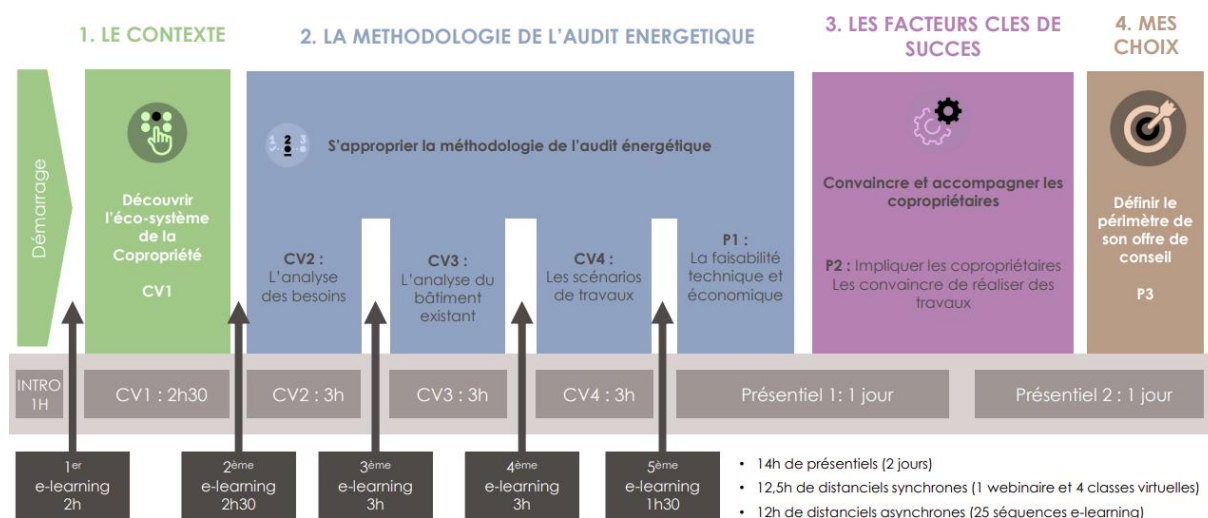 1. LE CONTEXTE
2. LA METHODOLOGIE DE L'AUDIT ENERGETIQUE
3. LES FACTEURS CLES DE
SUCCES
4. MES
CHOIX
Démarrage
Découvrir
l'éco-système
de la
Copropriété
CV1
1 2 3
S'approprier la méthodologie de l'audit énergétique
CV2 :
L'analyse
des besoins
CV3 :
L'analyse du
bâtiment
existant
CV4 :
Les scénarios
de travaux
P1 :
La faisabilité
technique et
économique
Convaincre et accompagner les
copropriétaires
P2 : Impliquer les copropriétaires
Les convaincre de réaliser des
travaux
Définir le
périmètre de
son offre de
conseil
P3
INTRO
1H
CV1 : 2h30
CV2 : 3h
CV3 : 3h
CV4 : 3h
Présentiel 1: 1 jour
Présentiel 2 : 1 jour
1er
e-learning
2h
2ème
e-learning
2h30
3ème
e-learning
3h
4ème
e-learning
3h
5ème
e-learning
1h30
• 14h de présentiels (2 jours)
• 12,5h de distanciels synchrones (1 webinaire et 4 classes virtuelles)
• 12h de distanciels asynchrones (25 séquences e-learning)